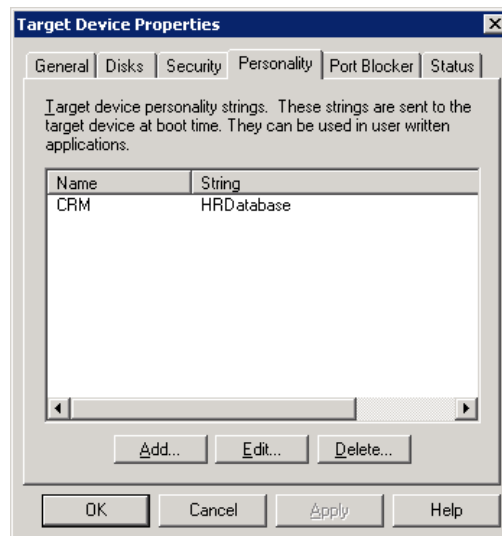 Target Device Properties
General Disks Security Personality Port Blocker Status
Target device personality strings. These strings are sent to the
target device at boot time. They can be used in user written
applications.
Name String
CRM HRDatabase
Add... Edit... Delete...
OK Cancel Apply Help